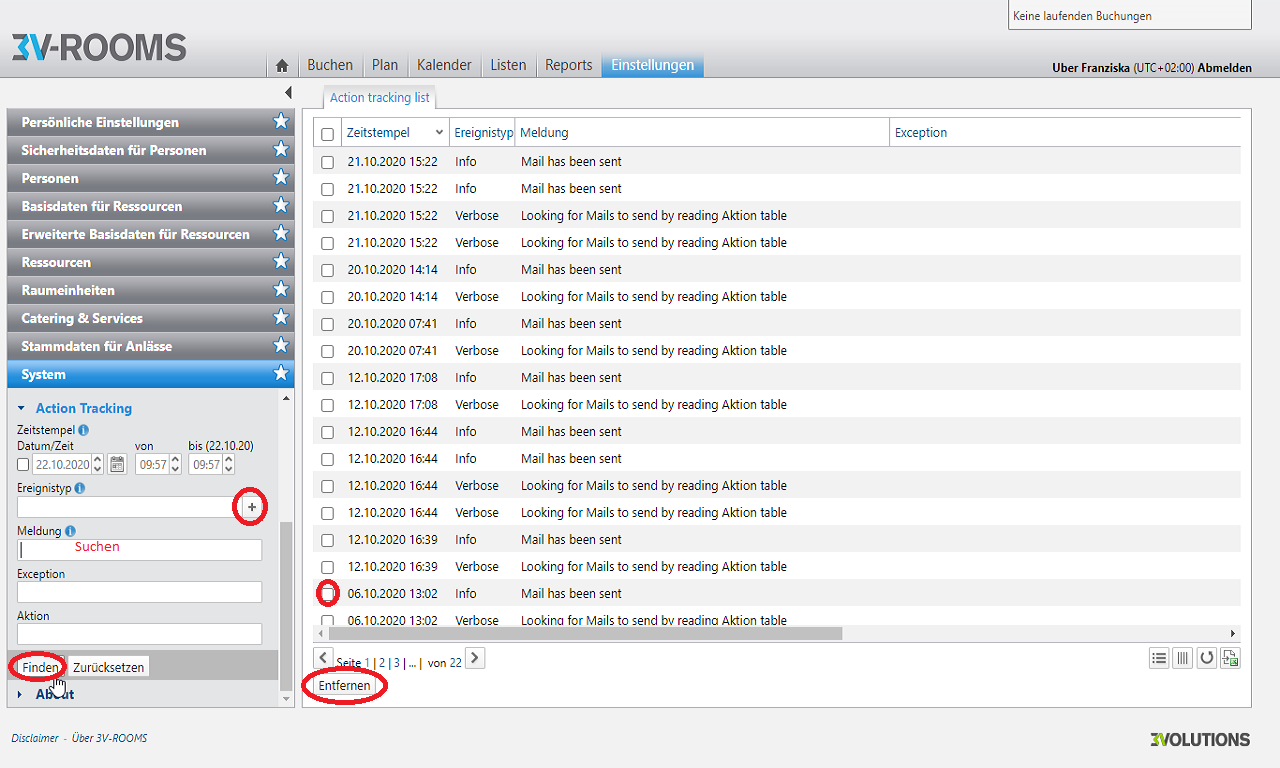 Keine laufenden Buchungen
3V-ROOMS
Buchen Plan Kalender Listen Reports Einstellungen
Uber Franziska (UTC+02:00) Abmelden
Persönliche Einstellungen
Sicherheitsdaten für Personen
Personen
Basisdaten für Ressourcen
Erweiterte Basisdaten für Ressourcen
Ressourcen
Raumeinheiten
Catering & Services
Stammdaten für Anlässe
System
Action Tracking
Zeitstempel
Datum/Zeit von bis (22.10.20)
22.10.2020 09:57 09:57
Ereignistyp
+
Meldung
Suchen
Exception
Aktion
Finden Zurücksetzen
About
Action tracking list
Zeitstempel Ereignistyp Meldung Exception
21.10.2020 15:22 Info Mail has been sent
21.10.2020 15:22 Info Mail has been sent
21.10.2020 15:22 Verbose Looking for Mails to send by reading Aktion table
21.10.2020 15:22 Verbose Looking for Mails to send by reading Aktion table
20.10.2020 14:14 Info Mail has been sent
20.10.2020 14:14 Verbose Looking for Mails to send by reading Aktion table
20.10.2020 07:41 Info Mail has been sent
20.10.2020 07:41 Verbose Looking for Mails to send by reading Aktion table
12.10.2020 17:08 Info Mail has been sent
12.10.2020 17:08 Verbose Looking for Mails to send by reading Aktion table
12.10.2020 16:44 Info Mail has been sent
12.10.2020 16:44 Info Mail has been sent
12.10.2020 16:44 Verbose Looking for Mails to send by reading Aktion table
12.10.2020 16:44 Verbose Looking for Mails to send by reading Aktion table
12.10.2020 16:39 Info Mail has been sent
12.10.2020 16:39 Verbose Looking for Mails to send by reading Aktion table
06.10.2020 13:02 Info Mail has been sent
06.10.2020 13:02 Verbose Looking for Mails to send by reading Aktion table
Seite 1 | 2 | 3 | ... | von 22
Entfernen
Disclaimer - Über 3V-ROOMS
3VOLUTIONS